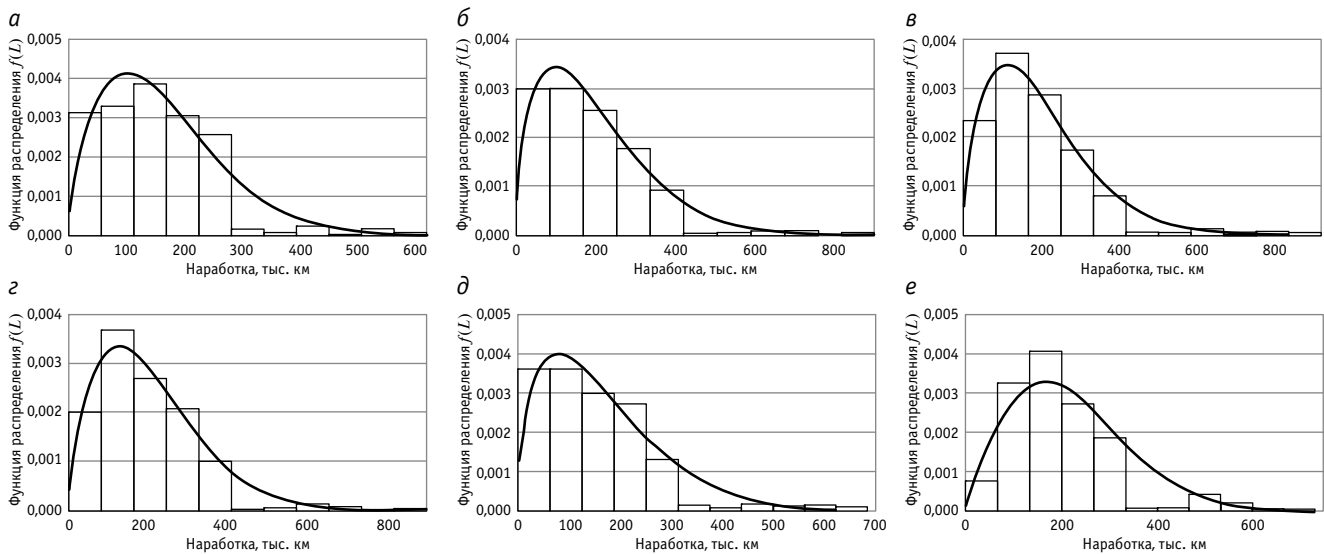 а
Функция распределения f(L)
0,005
0,004
0,003
0,002
0,001
0,000
0 100 200 300 400 500 600
Наработка, тыс. км
б
Функция распределения f(L)
0,004
0,003
0,002
0,001
0,000
0 200 400 600 800
Наработка, тыс. км
в
Функция распределения f(L)
0,004
0,003
0,002
0,001
0,000
0 200 400 600 800
Наработка, тыс. км
г
Функция распределения f(L)
0,004
0,003
0,002
0,001
0,000
0 200 400 600 800
Наработка, тыс. км
д
Функция распределения f(L)
0,005
0,004
0,003
0,002
0,001
0,000
0 100 200 300 400 500 600 700
Наработка, тыс. км
е
Функция распределения f(L)
0,005
0,004
0,003
0,002
0,001
0,000
0 200 400 600
Наработка, тыс. км